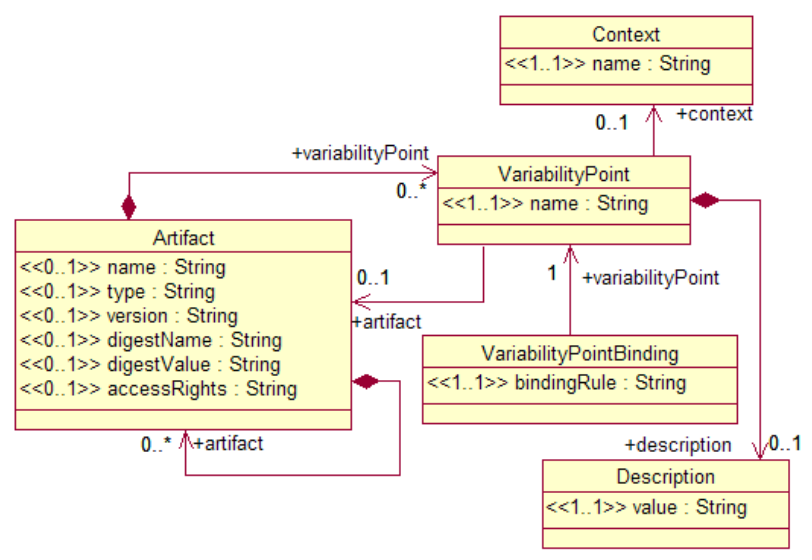 Context
<<1..1>> name : String
0..1
+context
+variabilityPoint
0..*
VariabilityPoint
<<1..1>> name : String
Artifact
<<0..1>> name : String
<<0..1>> type : String
<<0..1>> version : String
<<0..1>> digestName : String
<<0..1>> digestValue : String
<<0..1>> accessRights : String
0..1
+artifact
1
+variabilityPoint
VariabilityPointBinding
<<1..1>> bindingRule : String
0..*
+artifact
+description
0..1
Description
<<1..1>> value : String